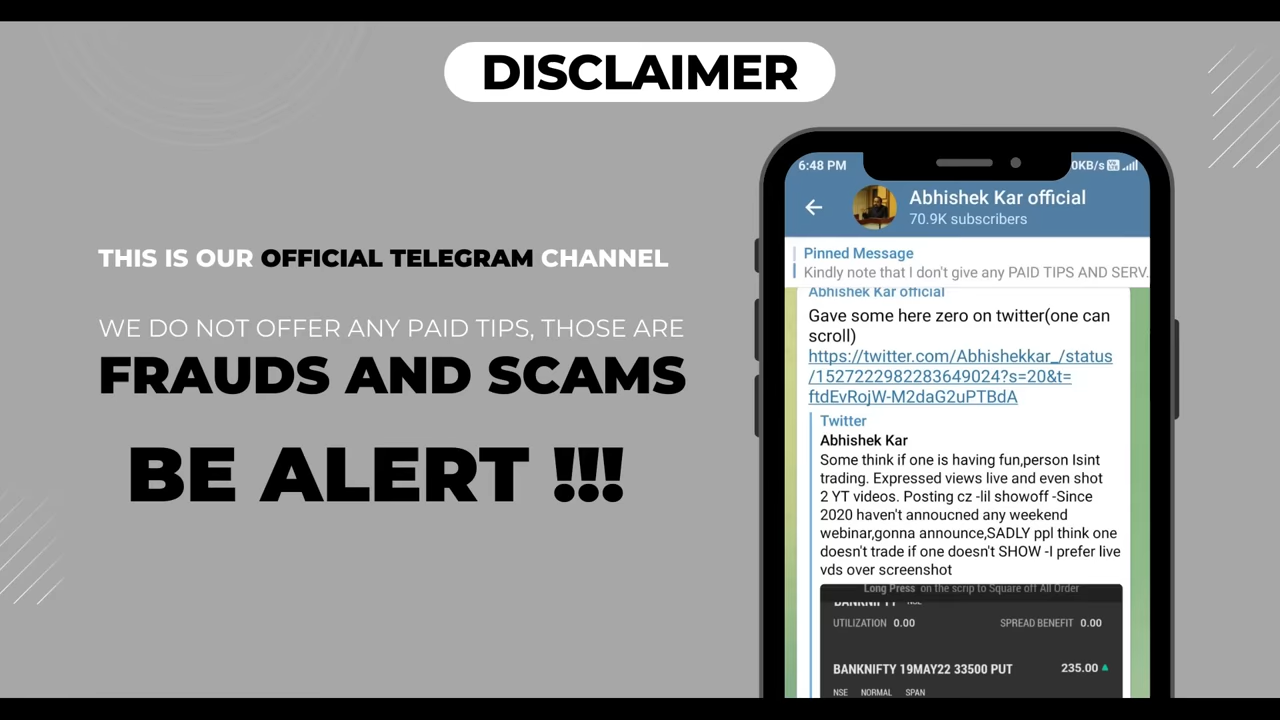 DISCLAIMER
THIS IS OUR OFFICIAL TELEGRAM CHANNEL
WE DO NOT OFFER ANY PAID TIPS, THOSE ARE
FRAUDS AND SCAMS
BE ALERT !!!
6:48 PM
0KB/s
Abhishek Kar official
70.9K subscribers
Pinned Message
Kindly note that I don't give any PAID TIPS AND SERV.
Abhishek Kar official
Gave some here zero on twitter(one can
scroll)
https://twitter.com/Abhishekkar_/status
/1527222982283649024?s=20&t=
ftdEvRojW-M2daG2uPTBdA
Twitter
Abhishek Kar
Some think if one is having fun,person Isint
trading. Expressed views live and even shot
2 YT videos. Posting cz -lil showoff -Since
2020 haven't annoucned any weekend
webinar,gonna announce,SADLY ppl think one
doesn't trade if one doesn't SHOW -I prefer live
vds over screenshot
Long Press on the scrip to Square off All Order
BANKNIFTY NSE
UTILIZATION 0.00 SPREAD BENEFIT 0.00
BANKNIFTY 19MAY22 33500 PUT 235.00
NSE NORMAL SPAN